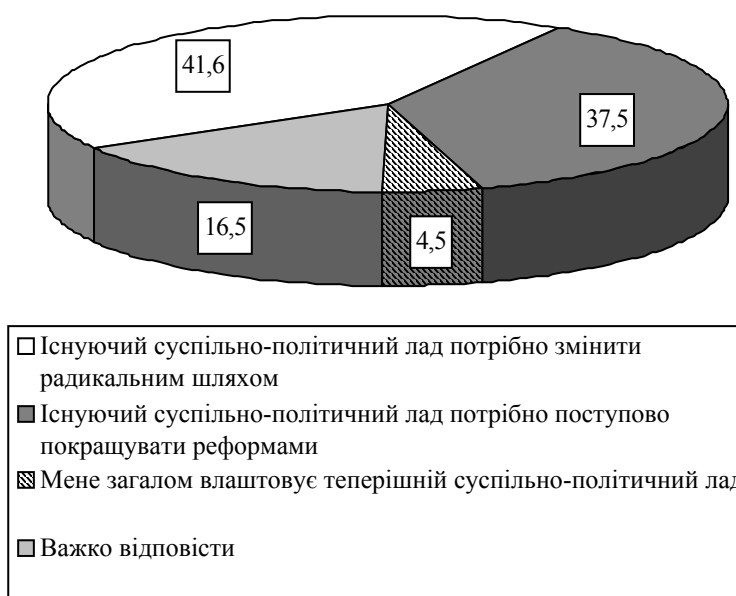 41,6
37,5
16,5
4,5
Існуючий суспільно-політичний лад потрібно змінити
радикальним шляхом
Існуючий суспільно-політичний лад потрібно поступово
покращувати реформами
Мене загалом влаштовує теперішній суспільно-політичний лад
Важко відповісти